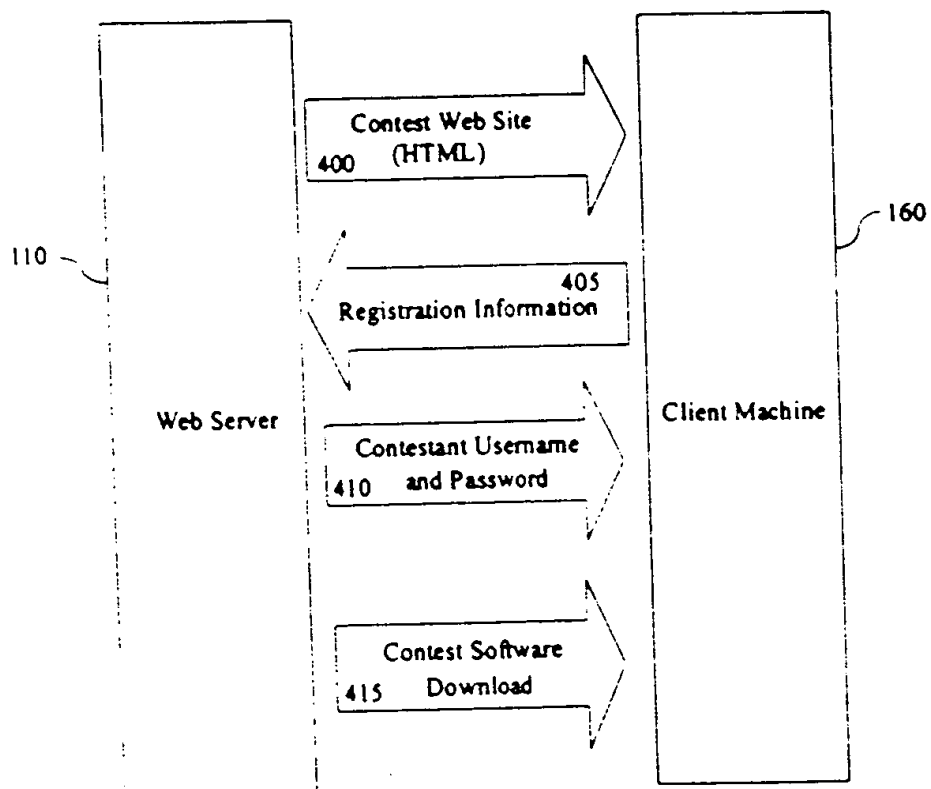 Contest Web Site
400 (HTML)
160
110
405
Registration Information
Web Server
Client Machine
Contestant Username
410 and Password
Contest Software
415 Download